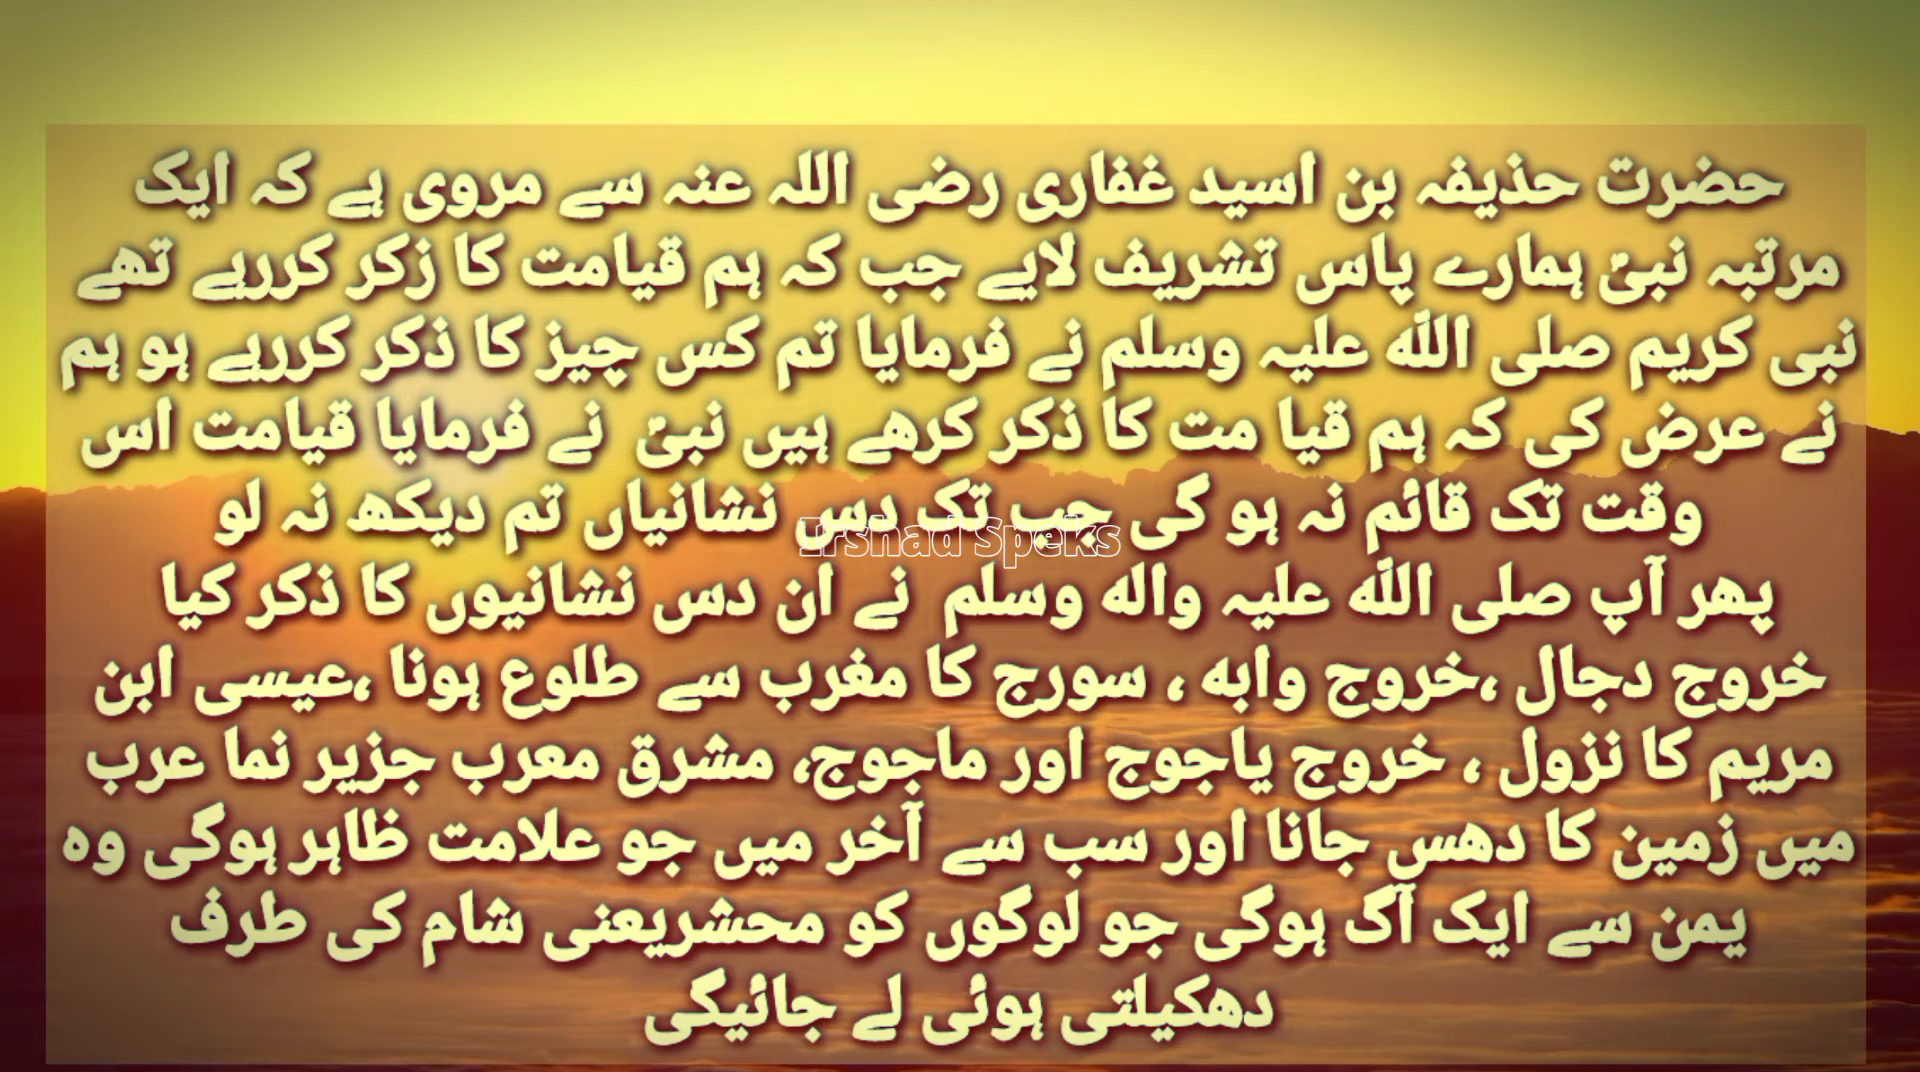 حضرت حذیفہ بن اسید غفاری رضی اللہ عنہ سے مروی ہے کہ ایک
مرتبہ نبیؐ ہمارے پاس تشریف لایے جب کہ ہم قیامت کا زکر کررہے تھے
نبی کریم صلی اللّٰہ علیہ وسلم نے فرمایا تم کس چیز کا ذکر کررہے ہو ہم
نے عرض کی کہ ہم قیا مت کا ذکر کرھے ہیں نبیؐ نے فرمایا قیامت اس
وقت تک قائم نہ ہو گی جب تک دس نشانیاں تم دیکھ نہ لو
Irshad Speks
پھر آپ صلی اللّٰہ علیہ والہ وسلم نے ان دس نشانیوں کا ذکر کیا
خروج دجال ،خروج وابہ ، سورج کا مغرب سے طلوع ہونا ،عیسی ابن
مریم کا نزول ، خروج یاجوج اور ماجوج، مشرق معرب جزیر نما عرب
میں زمین کا دھس جانا اور سب سے آخر میں جو علامت ظاہر ہوگی وہ
یمن سے ایک آگ ہوگی جو لوگوں کو محشریعنی شام کی طرف
دھکیلتی ہوئی لے جائیگی